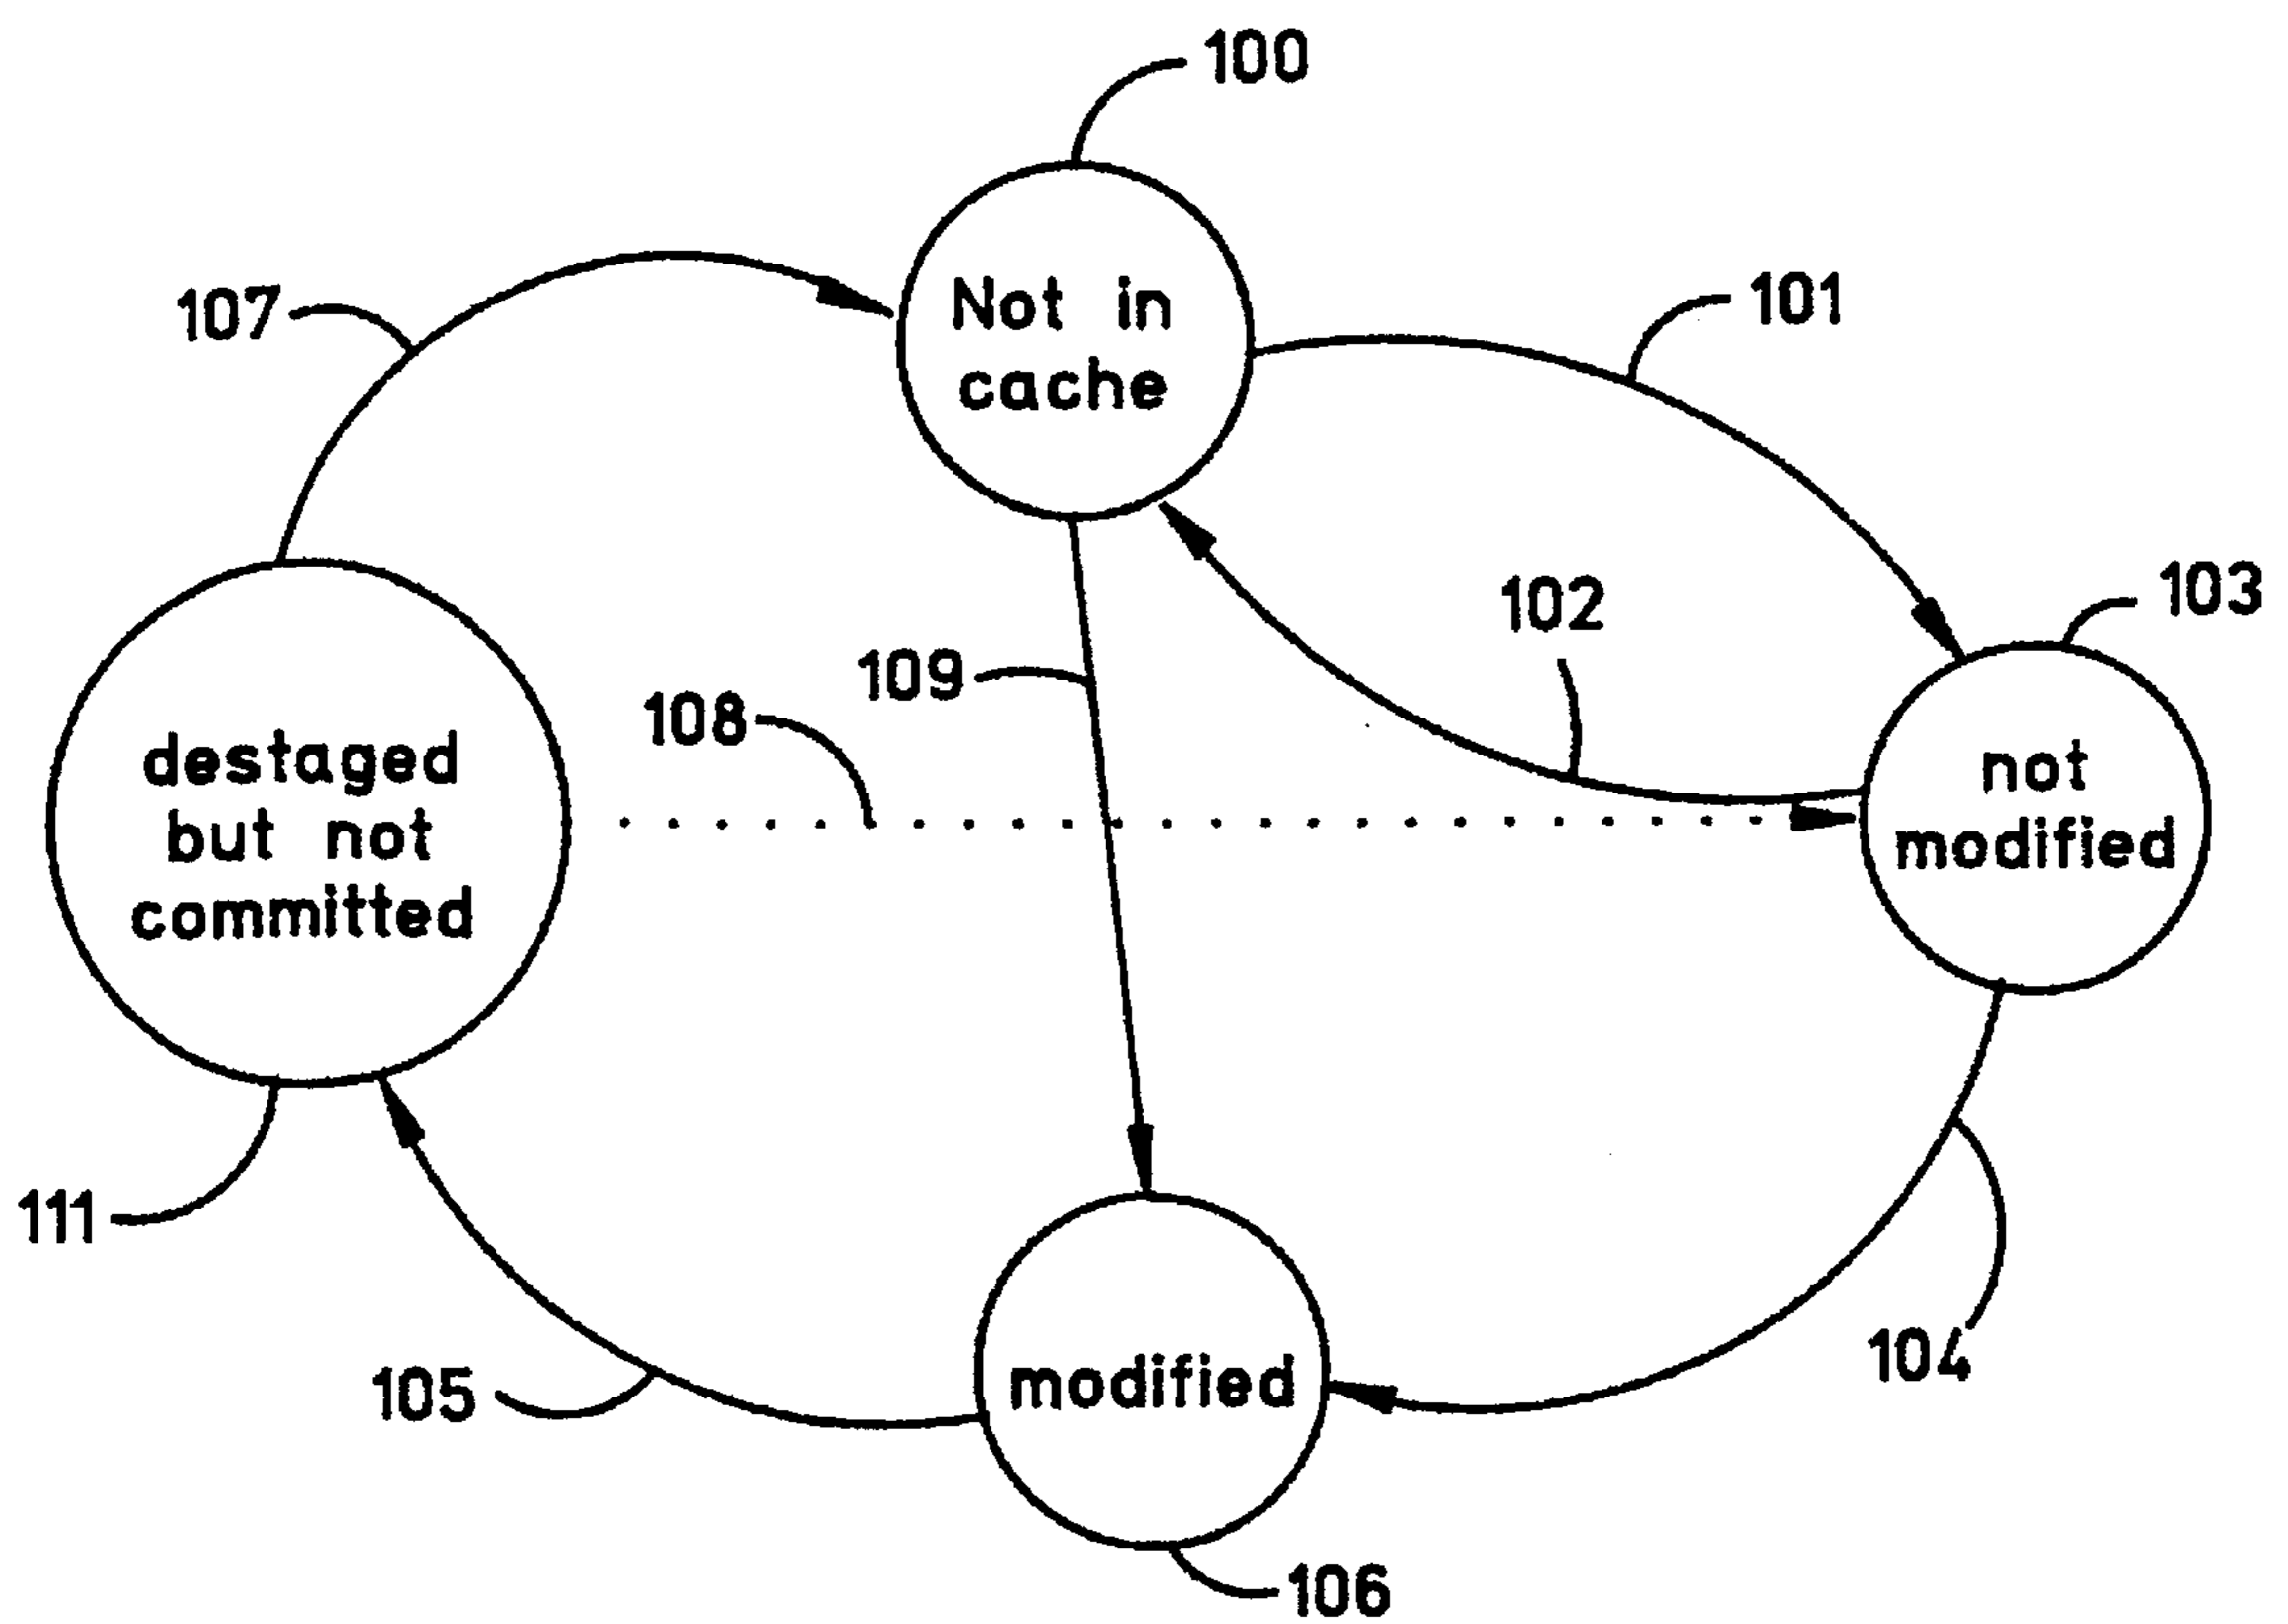 100
107
Not in
cache
101
102
103
109
108
destaged
but not
committed
not
modified
111
105
modified
104
106